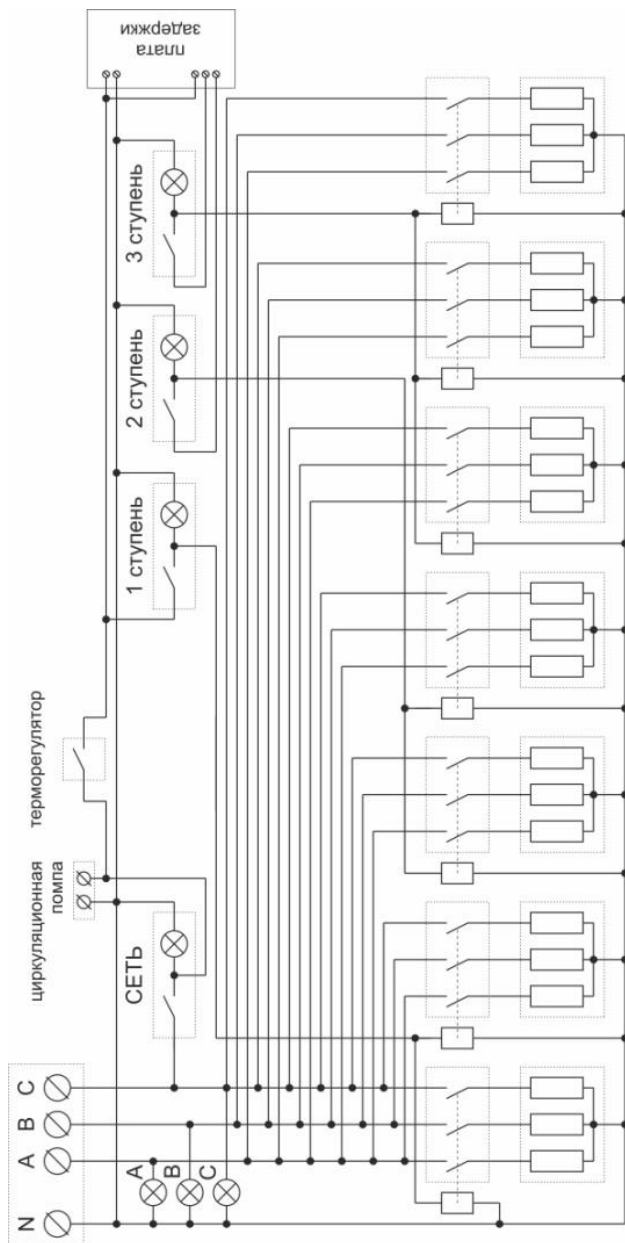 плата
задержки
3 ступень
2 ступень
1 ступень
терморегулятор
циркуляционная
помпа
СЕТЬ
C
B
A
N
A
B
C